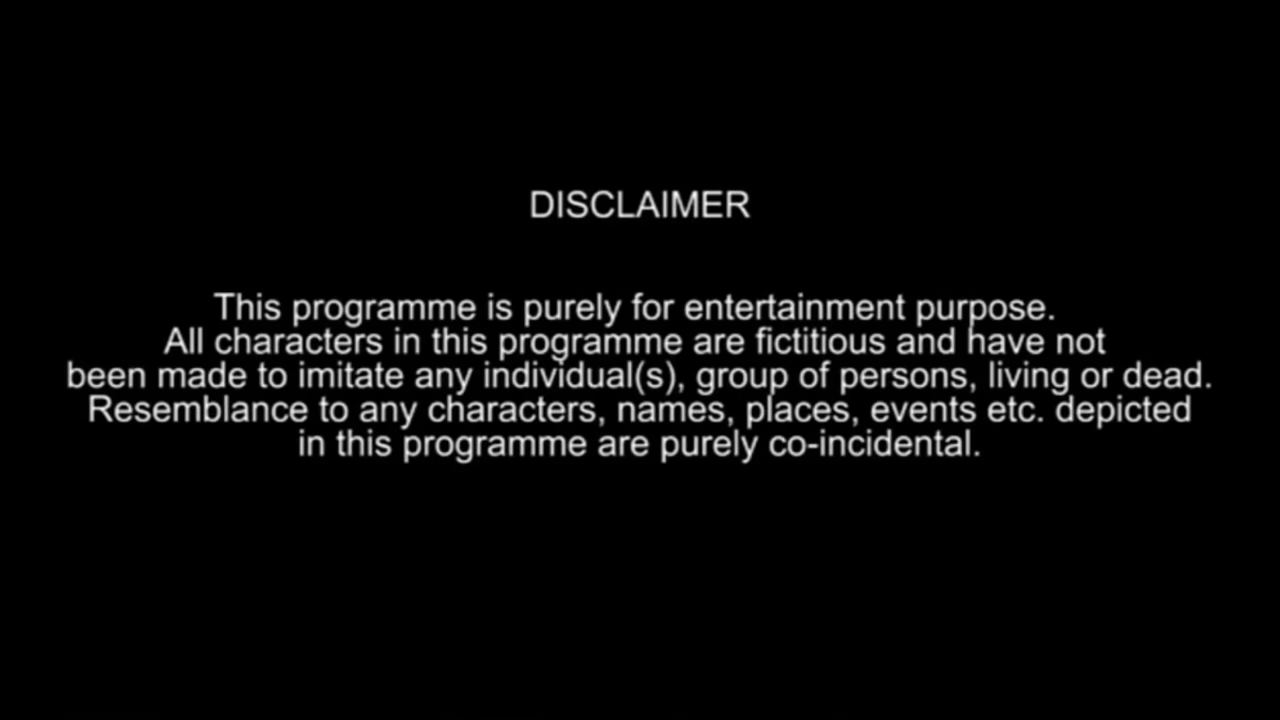 DISCLAIMER
This programme is purely for entertainment purpose.
All characters in this programme are fictitious and have not
been made to imitate any individual(s), group of persons, living or dead.
Resemblance to any characters, names, places, events etc. depicted
in this programme are purely co-incidental.